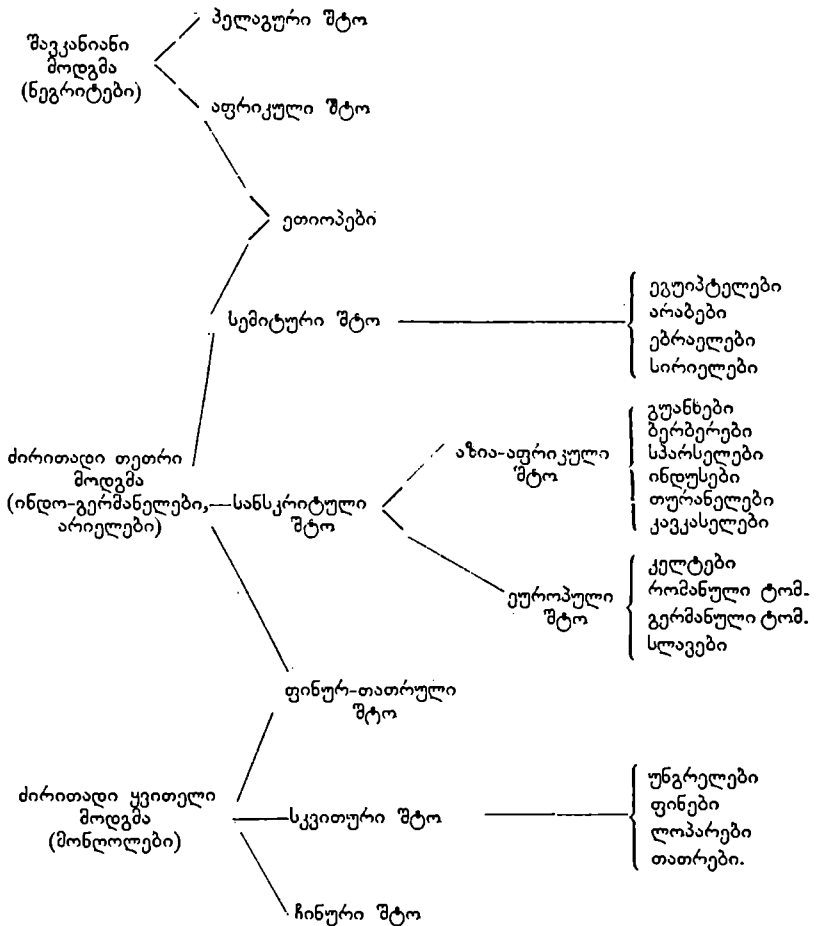 პელაგური შტო
შავკანიანი
მოდგმა
(ნეგრიტები)
აფრიკული შტო
ეთიოპები
სემიტური შტო
ეგუიპტელები
არაბები
ებრაელები
სირიელები
ძირითადი თეთრი
მოდგმა
(ინდო-გერმანელები,
არიელები)
სანსკრიტული
შტო
აზია-აფრიკული
შტო
გუანხები
ბერბერები
სპარსელები
ინდუსები
თურანელები
კავკასელები
ეუროპული
შტო
კელტები
რომანული ტომ.
გერმანული ტომ.
სლავები
ფინურ-თათრული
შტო
ძირითადი ყვითელი
მოდგმა
(მონღოლები)
სკვითური შტო
უნგრელები
ფინები
ლოპარები
თათრები.
ჩინური შტო